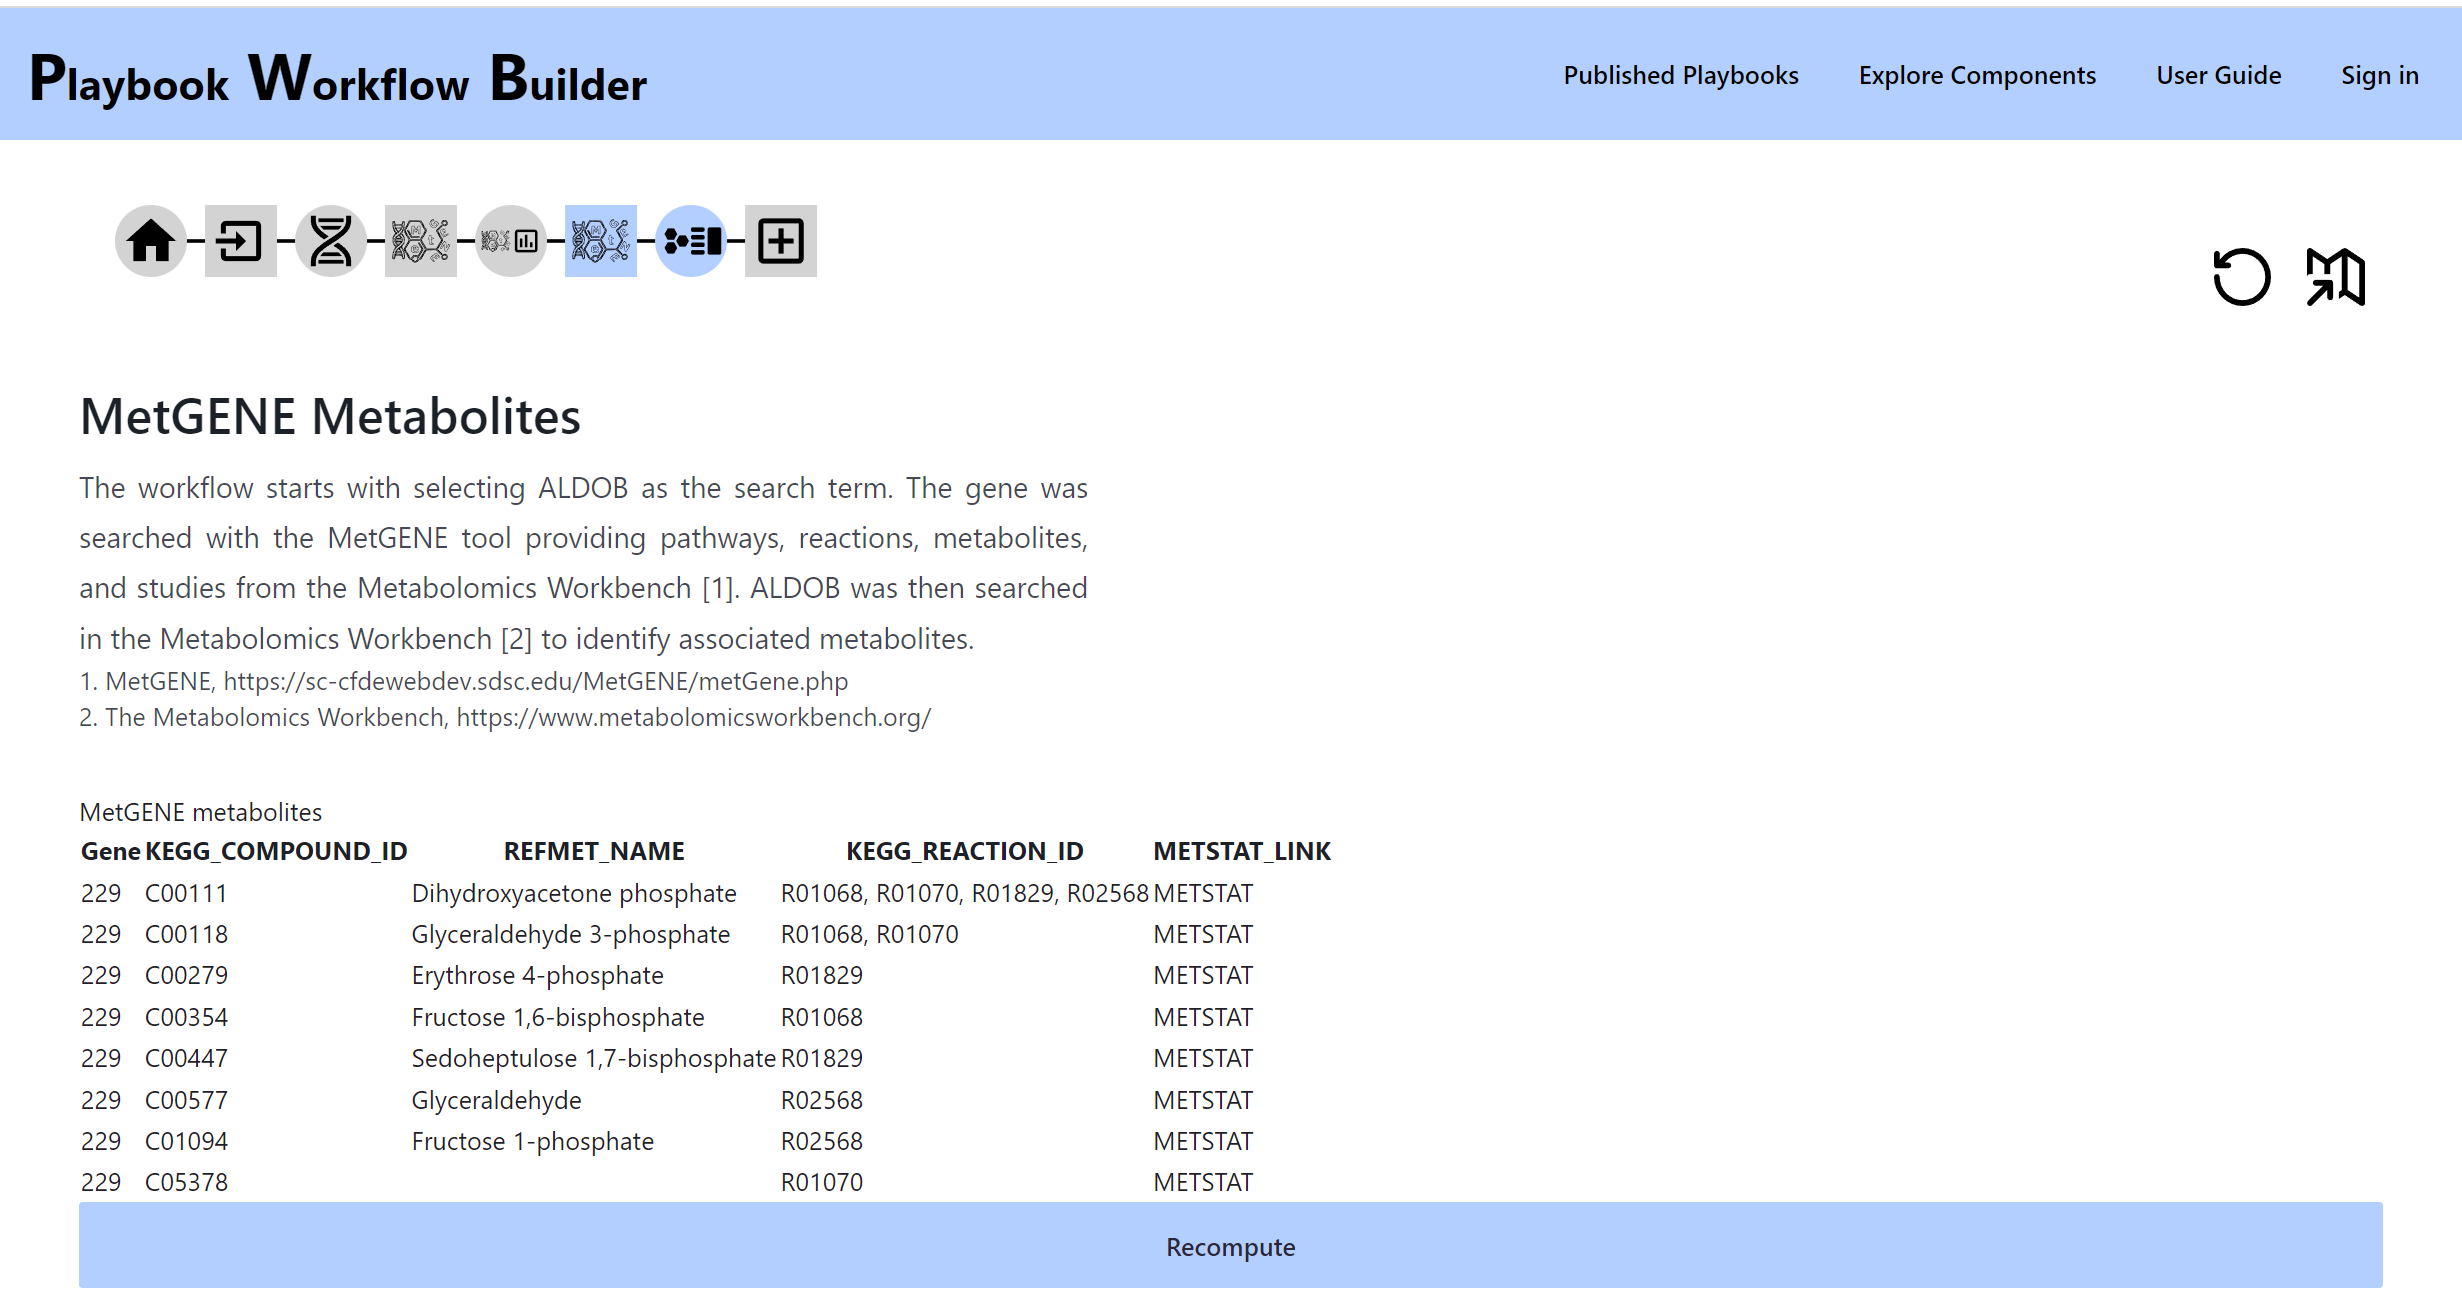 Playbook Workflow Builder
Published Playbooks Explore Components User Guide Sign in
MetGENE Metabolites
The workflow starts with selecting ALDOB as the search term. The gene was
searched with the MetGENE tool providing pathways, reactions, metabolites,
and studies from the Metabolomics Workbench [1]. ALDOB was then searched
in the Metabolomics Workbench [2] to identify associated metabolites.
1. MetGENE, https://sc-cfdewebdev.sdsc.edu/MetGENE/metGene.php
2. The Metabolomics Workbench, https://www.metabolomicsworkbench.org/
MetGENE metabolites
Gene KEGG_COMPOUND_ID REFMET_NAME KEGG_REACTION_ID METSTAT_LINK
229 C00111 Dihydroxyacetone phosphate R01068, R01070, R01829, R02568 METSTAT
229 C00118 Glyceraldehyde 3-phosphate R01068, R01070 METSTAT
229 C00279 Erythrose 4-phosphate R01829 METSTAT
229 C00354 Fructose 1,6-bisphosphate R01068 METSTAT
229 C00447 Sedoheptulose 1,7-bisphosphate R01829 METSTAT
229 C00577 Glyceraldehyde R02568 METSTAT
229 C01094 Fructose 1-phosphate R02568 METSTAT
229 C05378 R01070 METSTAT
Recompute